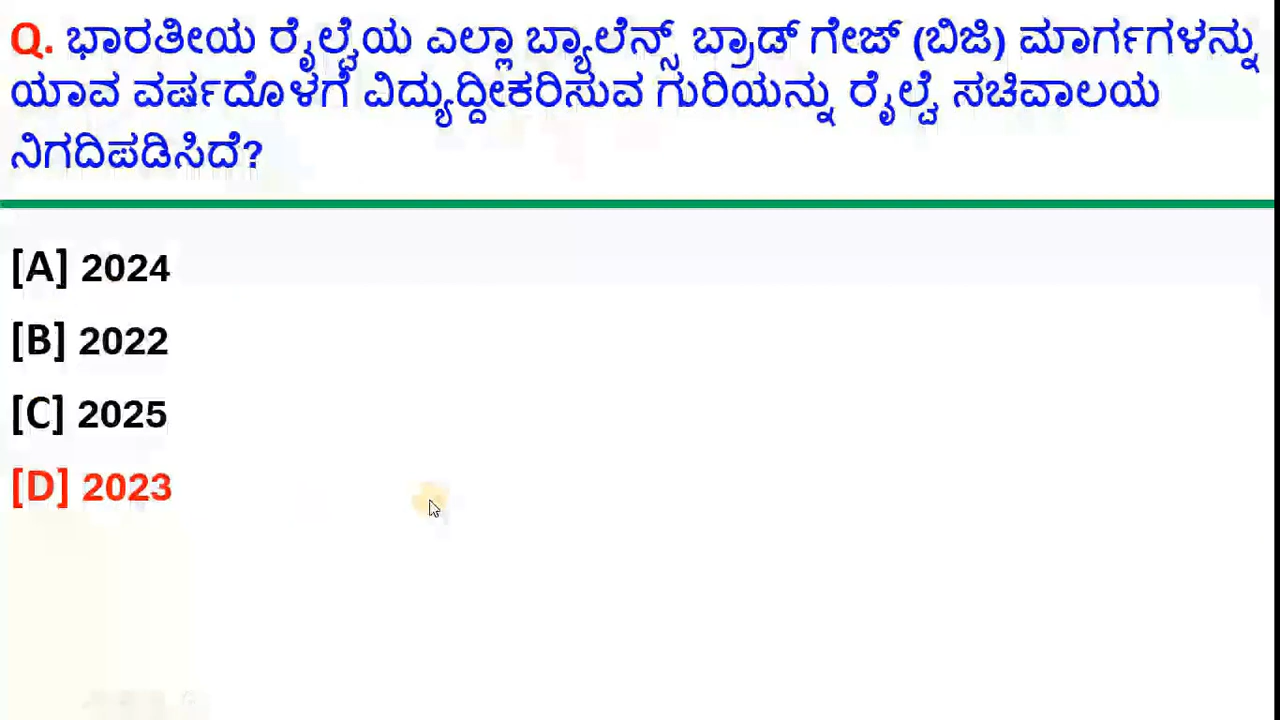 Q. ಭಾರತೀಯ ರೈಲ್ವೆಯ ಎಲ್ಲಾ ಬ್ಯಾಲೆನ್ಸ್ ಬ್ರಾಡ್ ಗೇಜ್ (ಬಿಜಿ) ಮಾರ್ಗಗಳನ್ನು
ಯಾವ ವರ್ಷದೊಳಗೆ ವಿದ್ಯುದ್ದೀಕರಿಸುವ ಗುರಿಯನ್ನು ರೈಲ್ವೆ ಸಚಿವಾಲಯ
ನಿಗದಿಪಡಿಸಿದೆ?
[A] 2024
[B] 2022
[C] 2025
[D] 2023